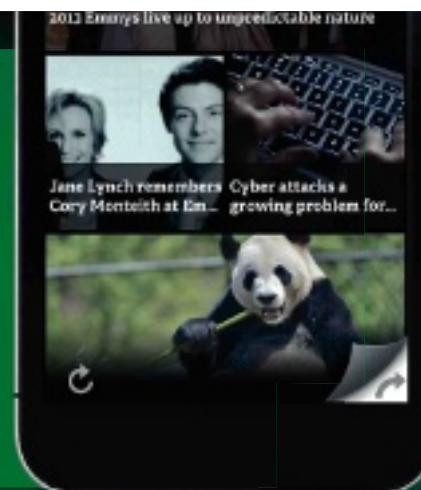 2013 Emmys live up to unpredictable nature
Jane Lynch remembers
Cory Monteith at Em...
Cyber attacks a
growing problem for...